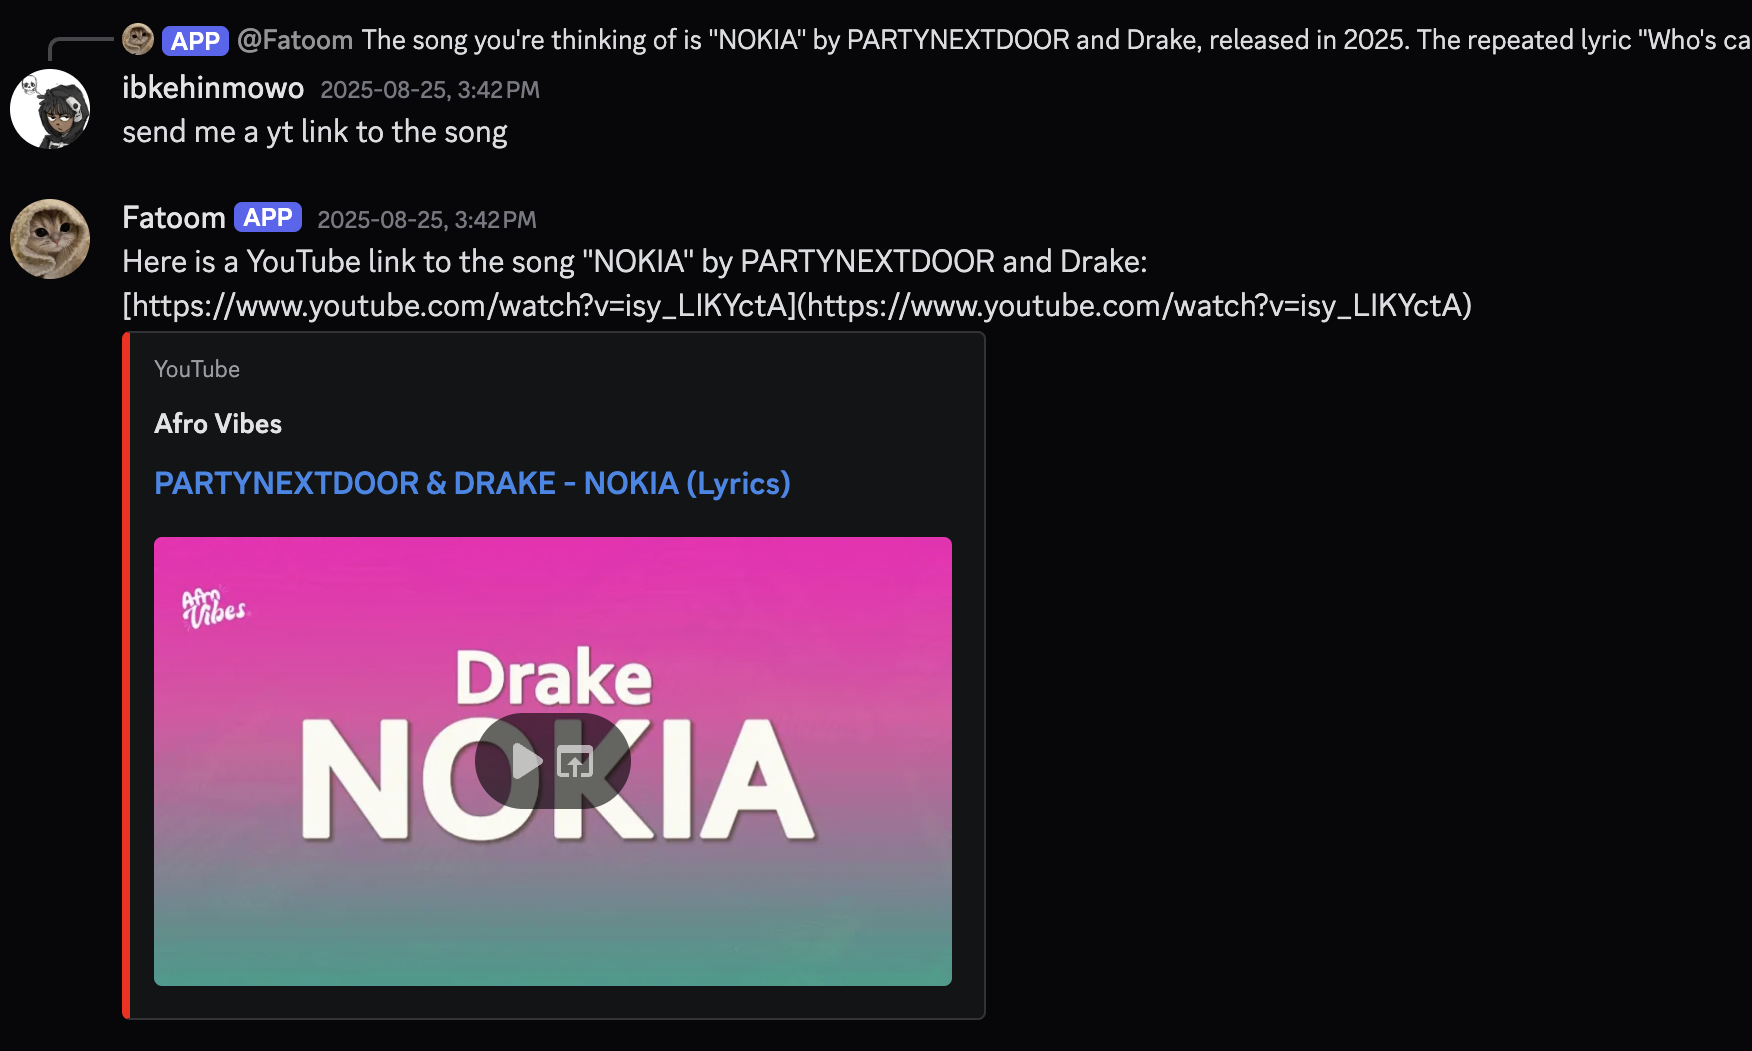 APP @Fatoom The song you're thinking of is "NOKIA" by PARTYNEXTDOOR and Drake, released in 2025. The repeated lyric "Who's ca
ibkehinmowo 2025-08-25, 3:42 PM
send me a yt link to the song
Fatoom APP 2025-08-25, 3:42 PM
Here is a YouTube link to the song "NOKIA" by PARTYNEXTDOOR and Drake:
[https://www.youtube.com/watch?v=isy_LIKYctA](https://www.youtube.com/watch?v=isy_LIKYctA)
YouTube
Afro Vibes
PARTYNEXTDOOR & DRAKE - NOKIA (Lyrics)
Afro
Vibes
Drake
NOKIA